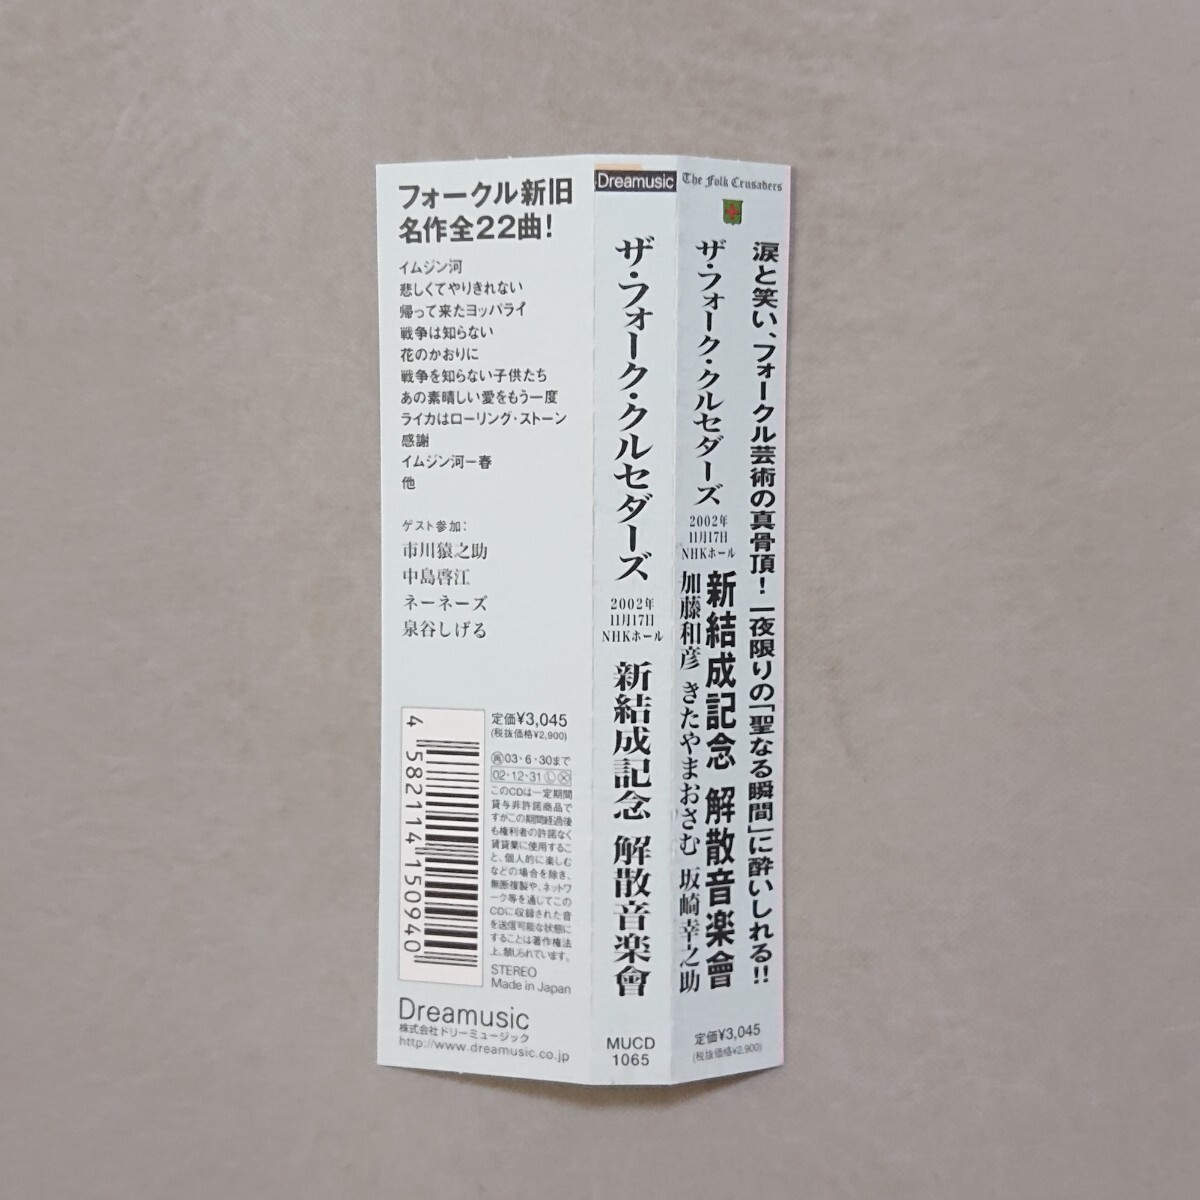 フォークル新旧
名作全22曲!
イムジン河
悲しくてやりきれない
帰って来たヨッパライ
戦争は知らない
花のかおりに
戦争を知らない子供たち
あの素晴しい愛をもう一度
ライカはローリング・ストーン
感謝
イムジン河ー春
他
ゲスト参加:
市川猿之助
中島啓江
ネーネーズ
泉谷しげる
4 582114 150940
定価¥3,045
(税抜価格¥2,900)
再03・6・30まで
02・12・31 L X
このCDは一定期間
貸与非許諾商品で
すがこの期間経過後
も権利者の許諾なく
賃貸業に使用するこ
と、個人的に楽しむ
などの場合を除き、
無断複製や、ネットワ
ーク等を通じてこの
CDに収録された音
を送信可能な状態に
することは著作権法
上、禁じられています。
STEREO
Made in Japan
Dreamusic
株式会社ドリーミュージック
http://www.dreamusic.co.jp
Dreamusic
ザ・フォーク・クルセダーズ
2002年
11月17日
NHKホール
新結成記念 解散音楽會
MUCD
1065
The Folk Crusaders
涙と笑い、フォークル芸術の真骨頂! 一夜限りの「聖なる瞬間」に酔いしれる!!
ザ・フォーク・クルセダーズ
2002年
11月17日
NHKホール
新結成記念 解散音楽會
加藤和彦 きたやまおさむ 坂崎幸之助
定価¥3,045
(税抜価格¥2,900)